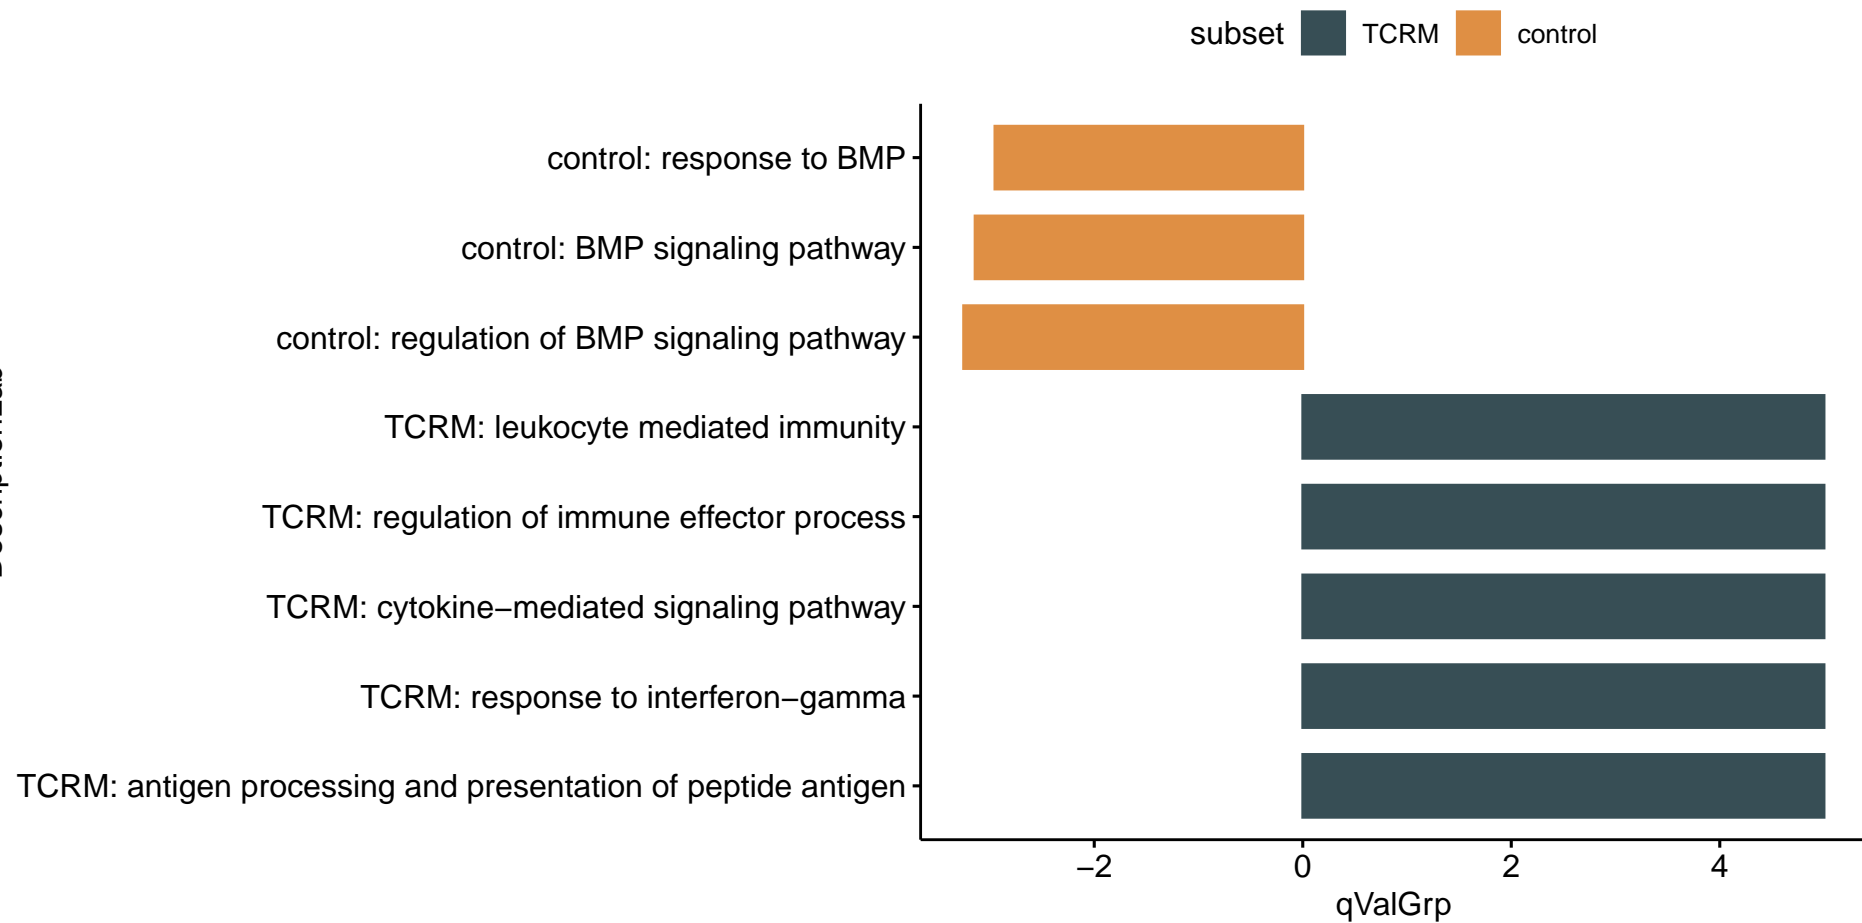 subset TCRM control
control: response to BMP
control: BMP signaling pathway
control: regulation of BMP signaling pathway
TCRM: leukocyte mediated immunity
TCRM: regulation of immune effector process
TCRM: cytokine−mediated signaling pathway
TCRM: response to interferon−gamma
TCRM: antigen processing and presentation of peptide antigen
−2 0 2 4
qValGrp